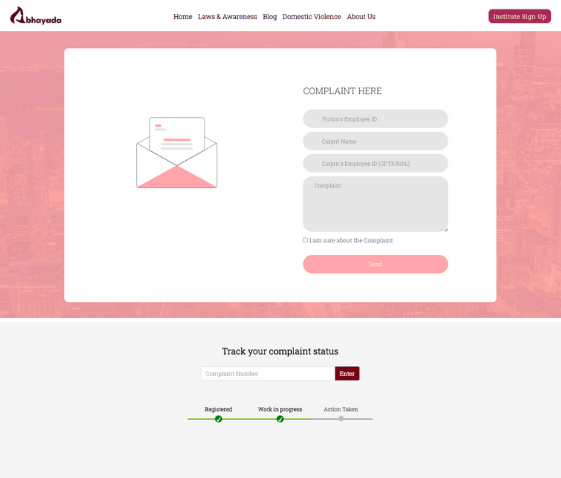 Abhayada
Home Laws & Awareness Blog Domestic Violence About Us
Institute Sign Up
COMPLAINT HERE
Victim's Employee ID
Culprit Name
Culprit's Employee ID (OPTIONAL)
Complaint
I am sure about the Complaint
Send
Track your complaint status
Complaint Number
Enter
Registered Work in progress Action Taken